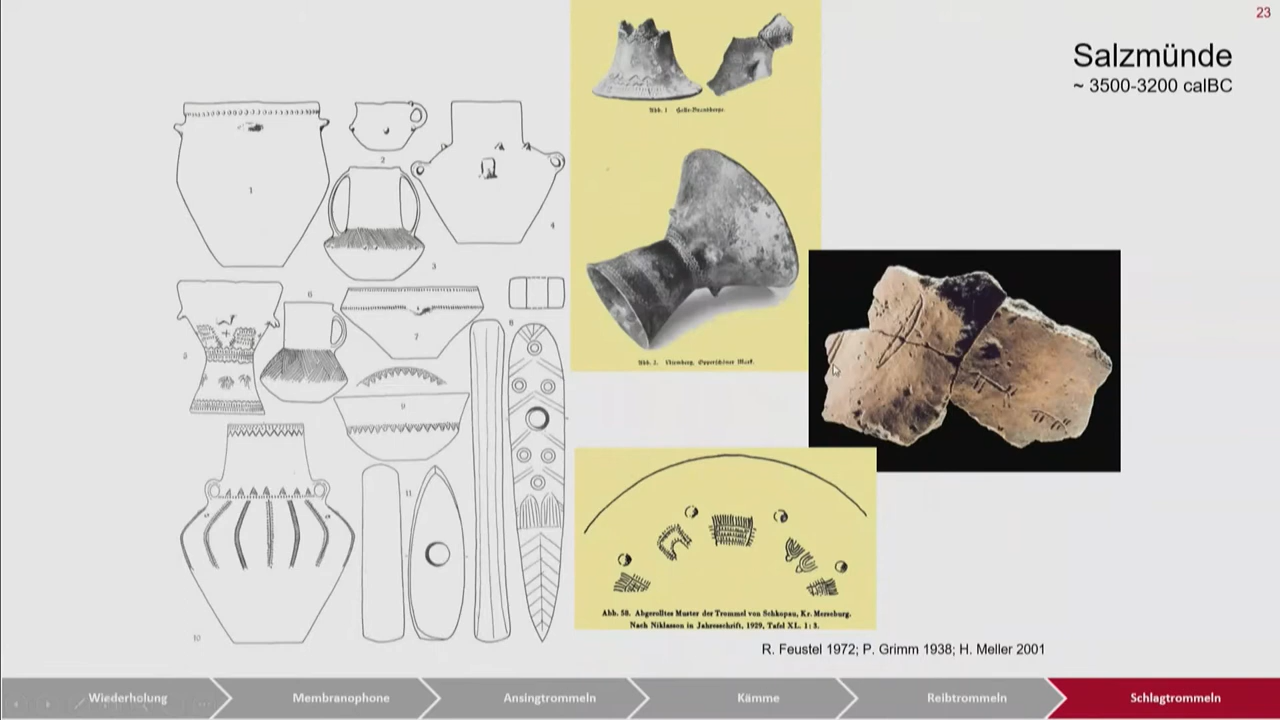 23
Salzmünde
~ 3500-3200 calBC
1
2
3
4
6
7
8
9
10
11
Abb. 58. Abgerolltes Muster der Trommel von Schkopau, Kr. Merseburg.
Nach Niklasson in Jahresschrift, 1929, Tafel XL. 1:3.
R. Feustel 1972; P. Grimm 1938; H. Meller 2001
Wiederholung
Membranophone
Ansingtrommeln
Kämme
Reibtrommeln
Schlagtrommeln